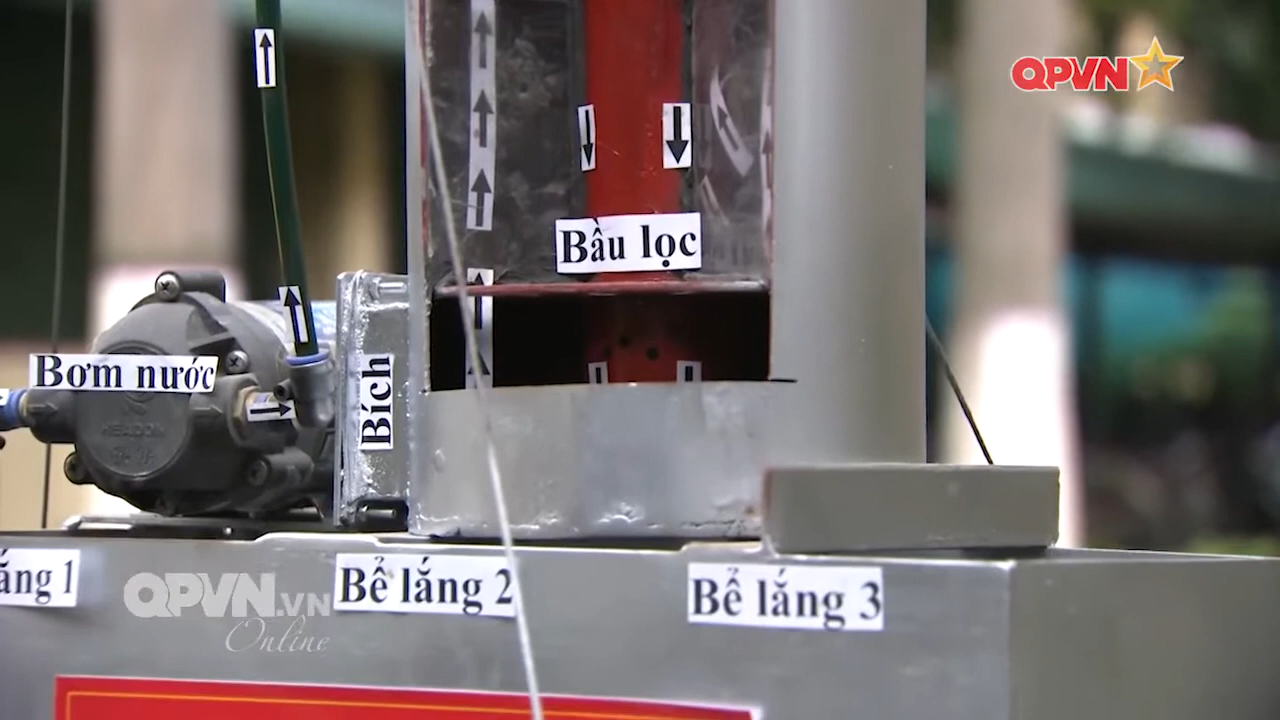 QPVN
Bầu lọc
Bơm nước
Bích
ắng 1
Bể lắng 2
Bể lắng 3
QPVN.VN
Online